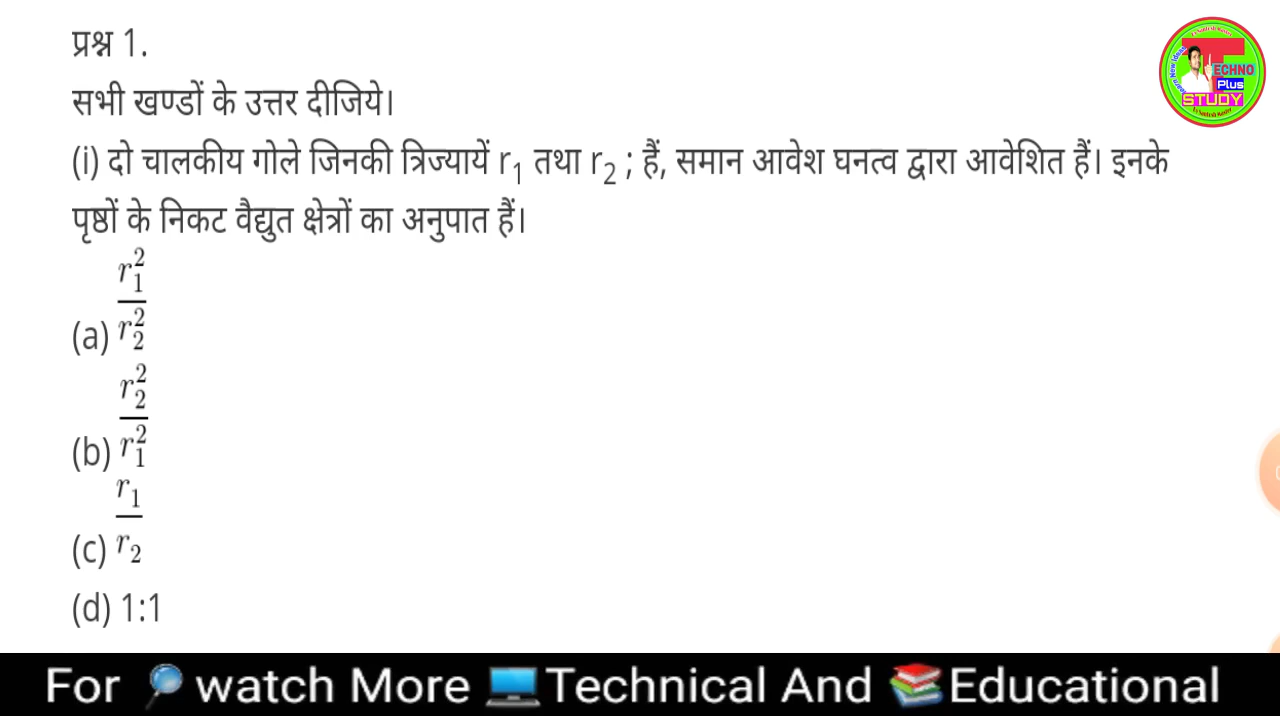 प्रश्न 1.
सभी खण्डों के उत्तर दीजिये।
(i) दो चालकीय गोले जिनकी त्रिज्यायें r₁ तथा r₂ ; हैं, समान आवेश घनत्व द्वारा आवेशित हैं। इनके
पृष्ठों के निकट वैद्युत क्षेत्रों का अनुपात हैं।
(a) r₁²/r₂²
(b) r₂²/r₁²
(c) r₁/r₂
(d) 1:1
TECHNO
Plus
STUDY
For watch More Technical And Educational